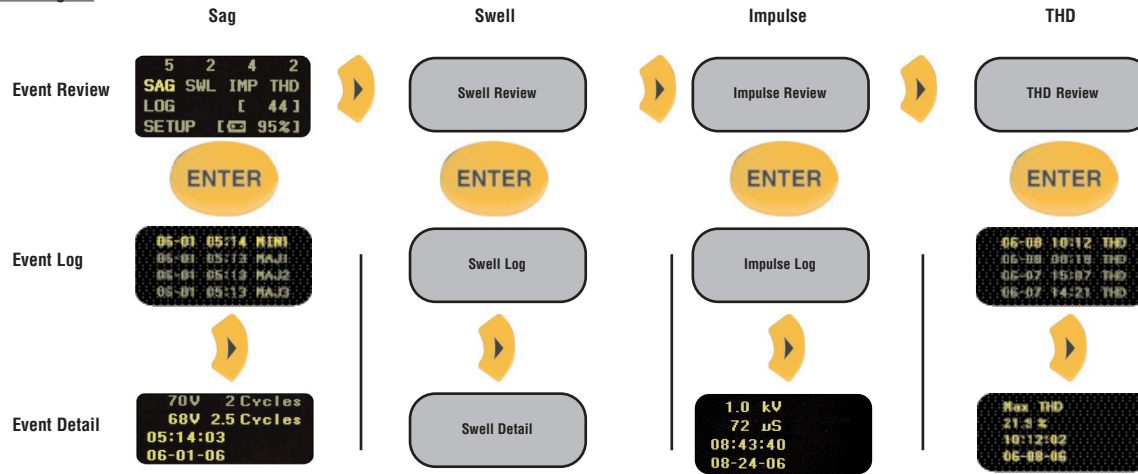 Sag Swell Impulse THD
Event Review
5 2 4 2
SAG SWL IMP THD
LOG [ 44 ]
SETUP [ 95% ]
Swell Review
Impulse Review
THD Review
ENTER ENTER ENTER ENTER
Event Log
06-01 05:14 MIN1
06-01 05:13 MAJ1
06-01 05:13 MAJ2
06-01 05:13 MAJ3
Swell Log
Impulse Log
06-08 10:12 THD
06-08 08:18 THD
06-07 15:07 THD
06-07 14:21 THD
Event Detail
70V 2 Cycles
68V 2.5 Cycles
05:14:03
06-01-06
Swell Detail
1.0 kV
72 µS
08:43:40
08-24-06
Max THD
21.9 %
10:12:02
06-08-06